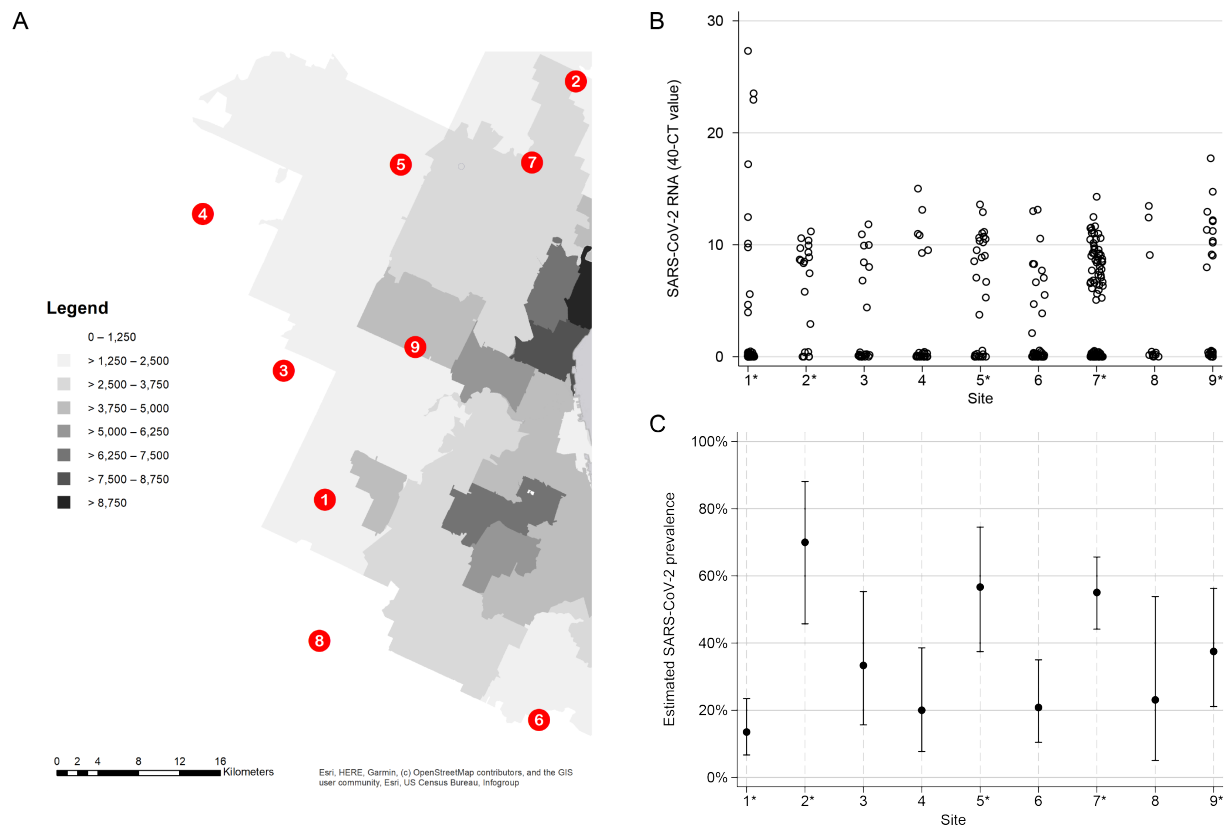 A
2
5
7
4
9
3
1
8
6
Legend
0 – 1,250
> 1,250 – 2,500
> 2,500 – 3,750
> 3,750 – 5,000
> 5,000 – 6,250
> 6,250 – 7,500
> 7,500 – 8,750
> 8,750
0 2 4 8 12 16
Kilometers
Esri, HERE, Garmin, (c) OpenStreetMap contributors, and the GIS
user community, Esri, US Census Bureau, Infogroup
B
SARS-CoV-2 RNA (40-CT value)
30
20
10
0
1* 2* 3 4 5* 6 7* 8 9*
Site
C
Estimated SARS-CoV-2 prevalence
100%
80%
60%
40%
20%
0%
1* 2* 3 4 5* 6 7* 8 9*
Site